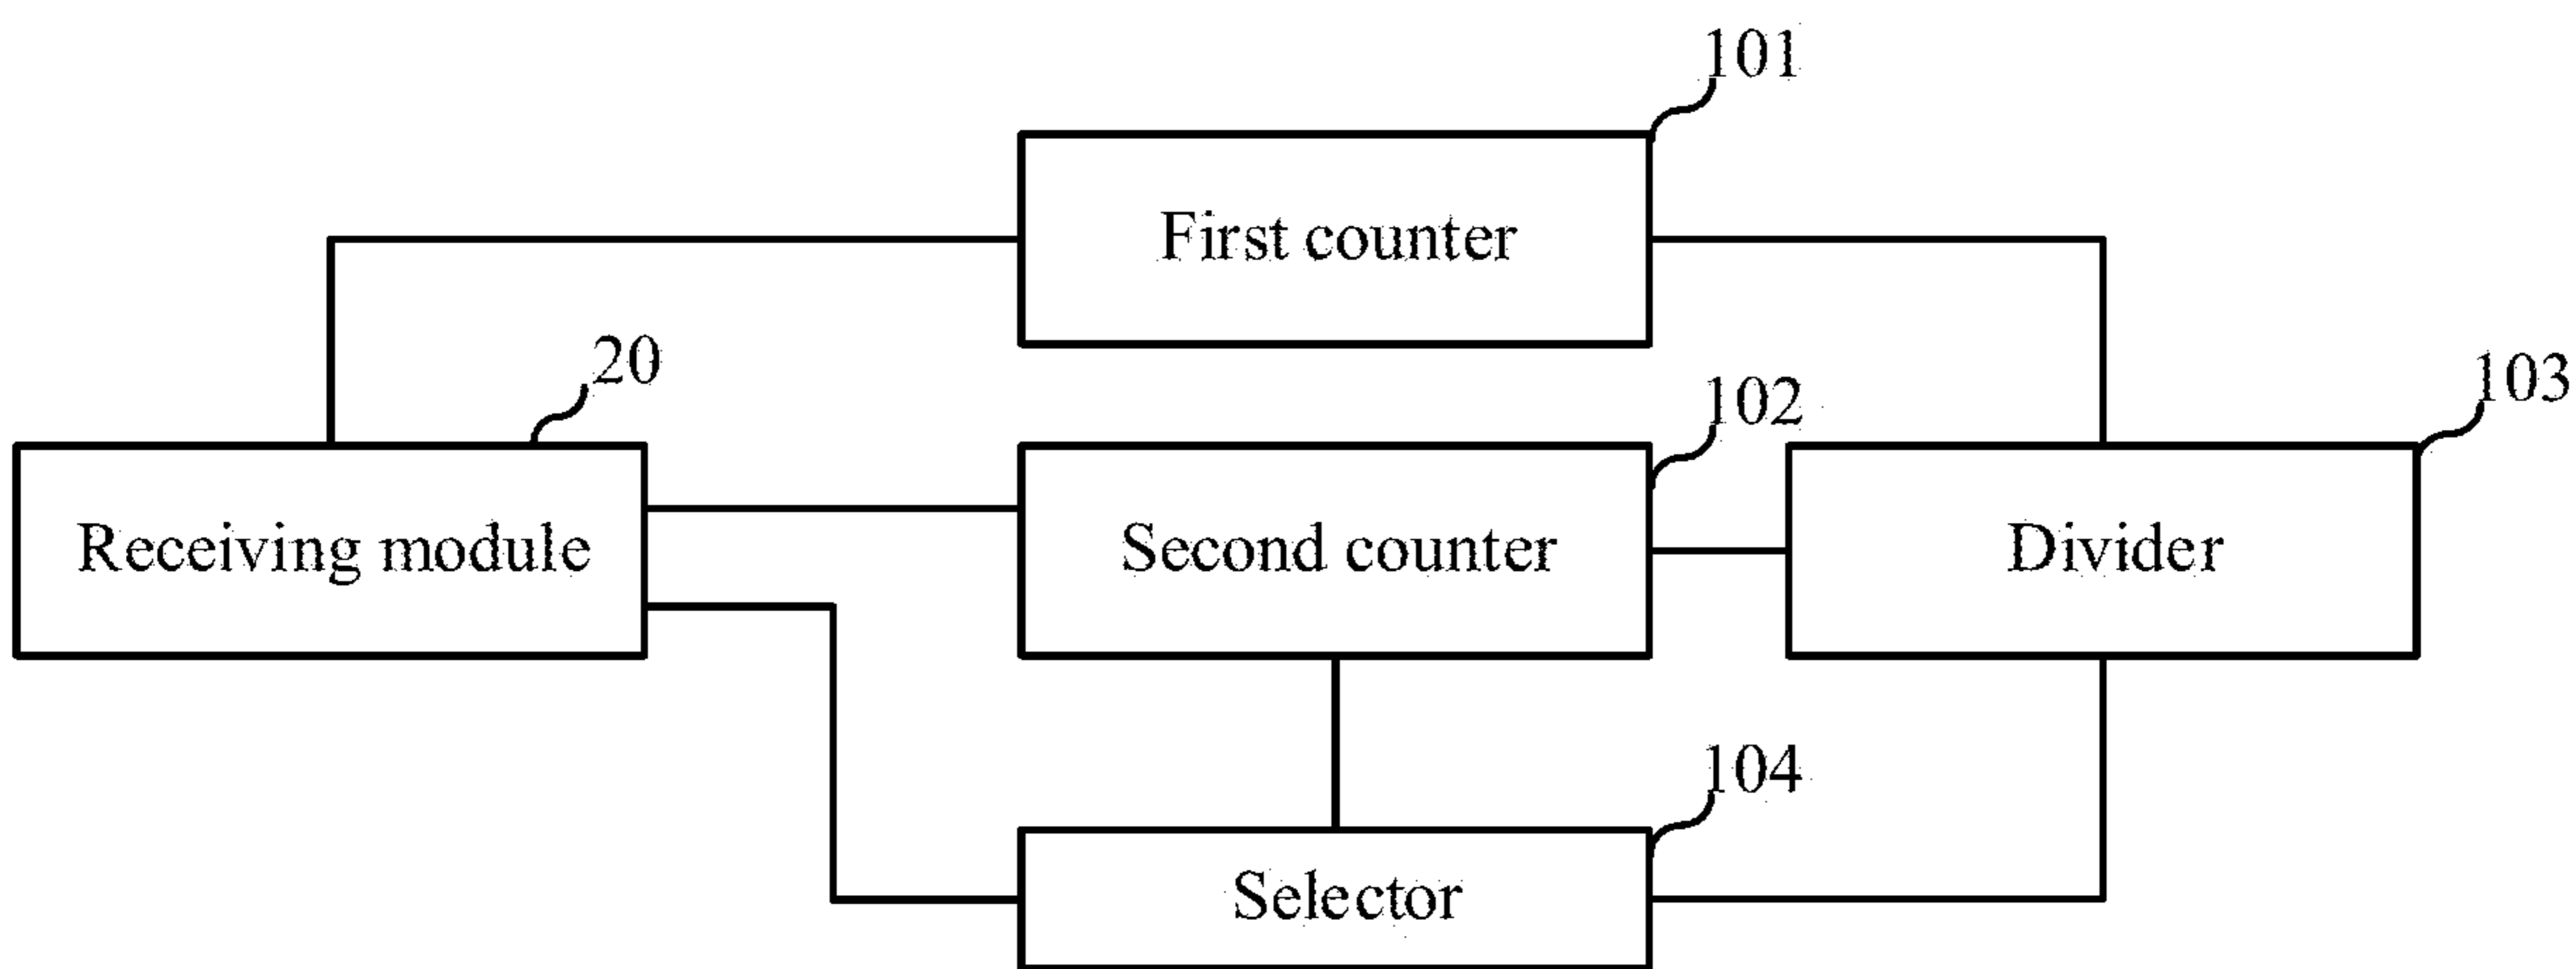 101
First counter
20
102
103
Receiving module
Second counter
Divider
104
Selector